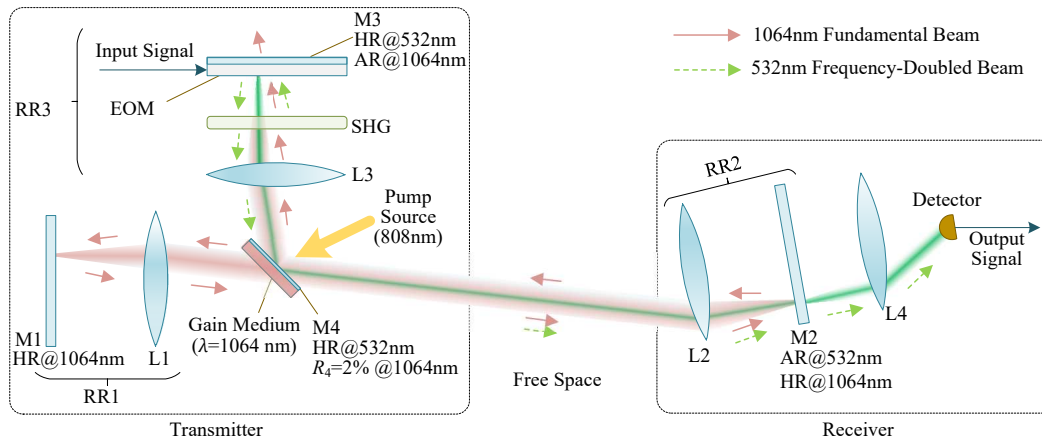 M3
HR@532nm
AR@1064nm
Input Signal
EOM
RR3
SHG
L3
Pump
Source
(808nm)
1064nm Fundamental Beam
532nm Frequency-Doubled Beam
RR2
Detector
Output
Signal
L4
M2
AR@532nm
HR@1064nm
L2
M1
HR@1064nm
L1
RR1
Gain Medium
(λ=1064 nm)
M4
HR@532nm
R4=2% @1064nm
Free Space
Transmitter
Receiver